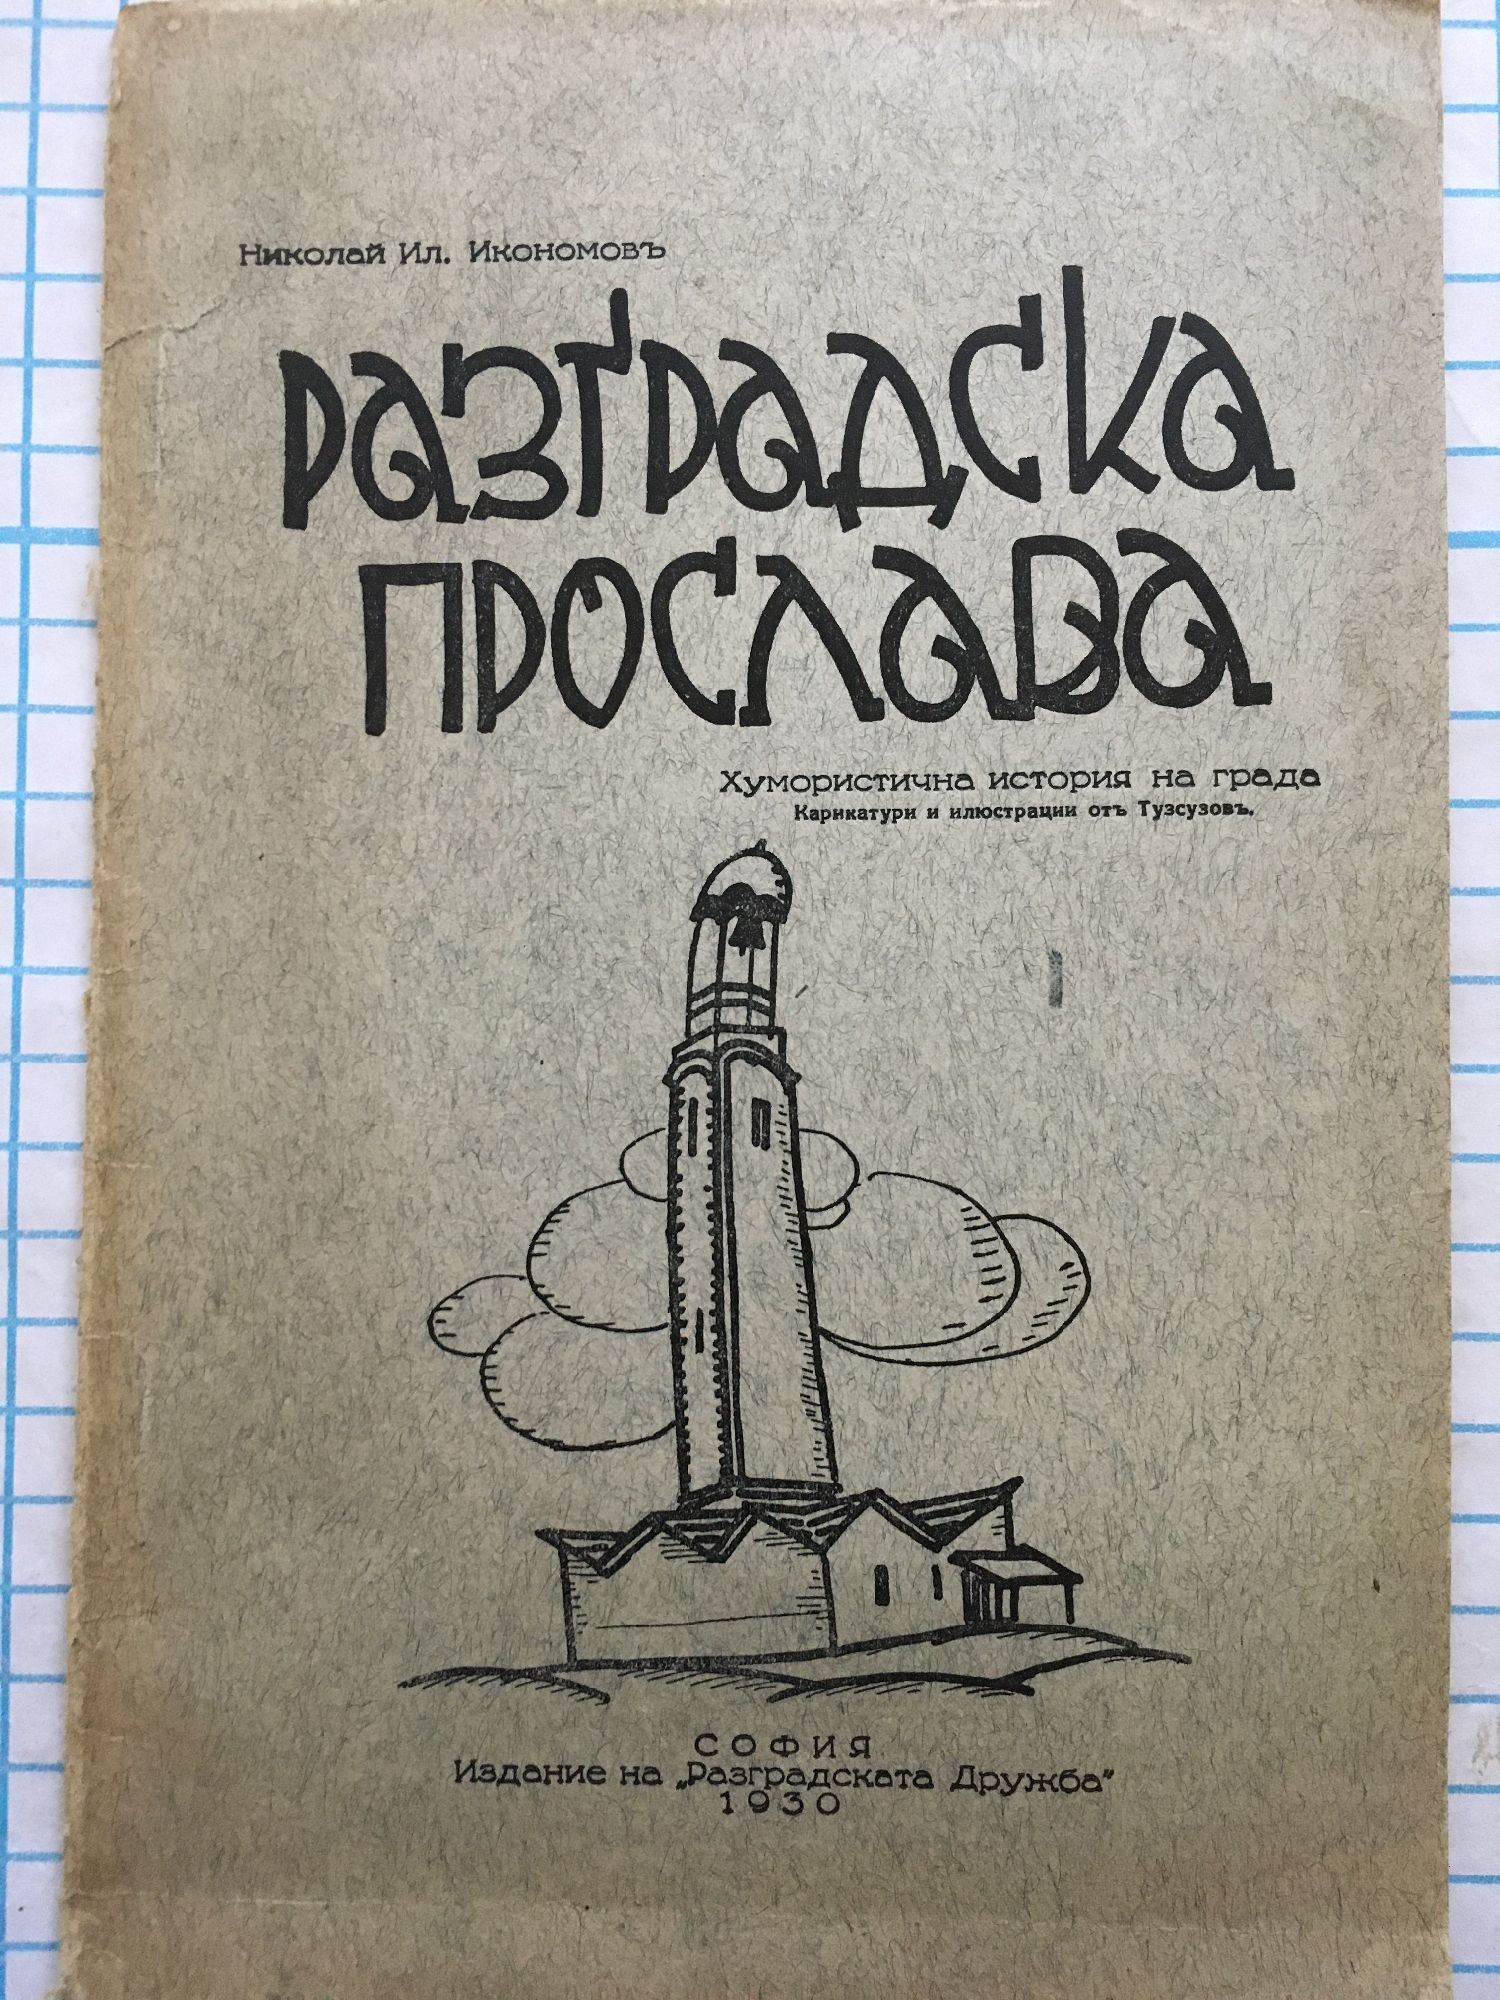 Николай Ил. Икономовъ
РАЗГРАДСКА
ПРОСЛАВА
Хумористична история на града
Карикатури и илюстрации отъ Тузсузовъ.
СОФИЯ
Издание на „Разградската Дружба"
1930